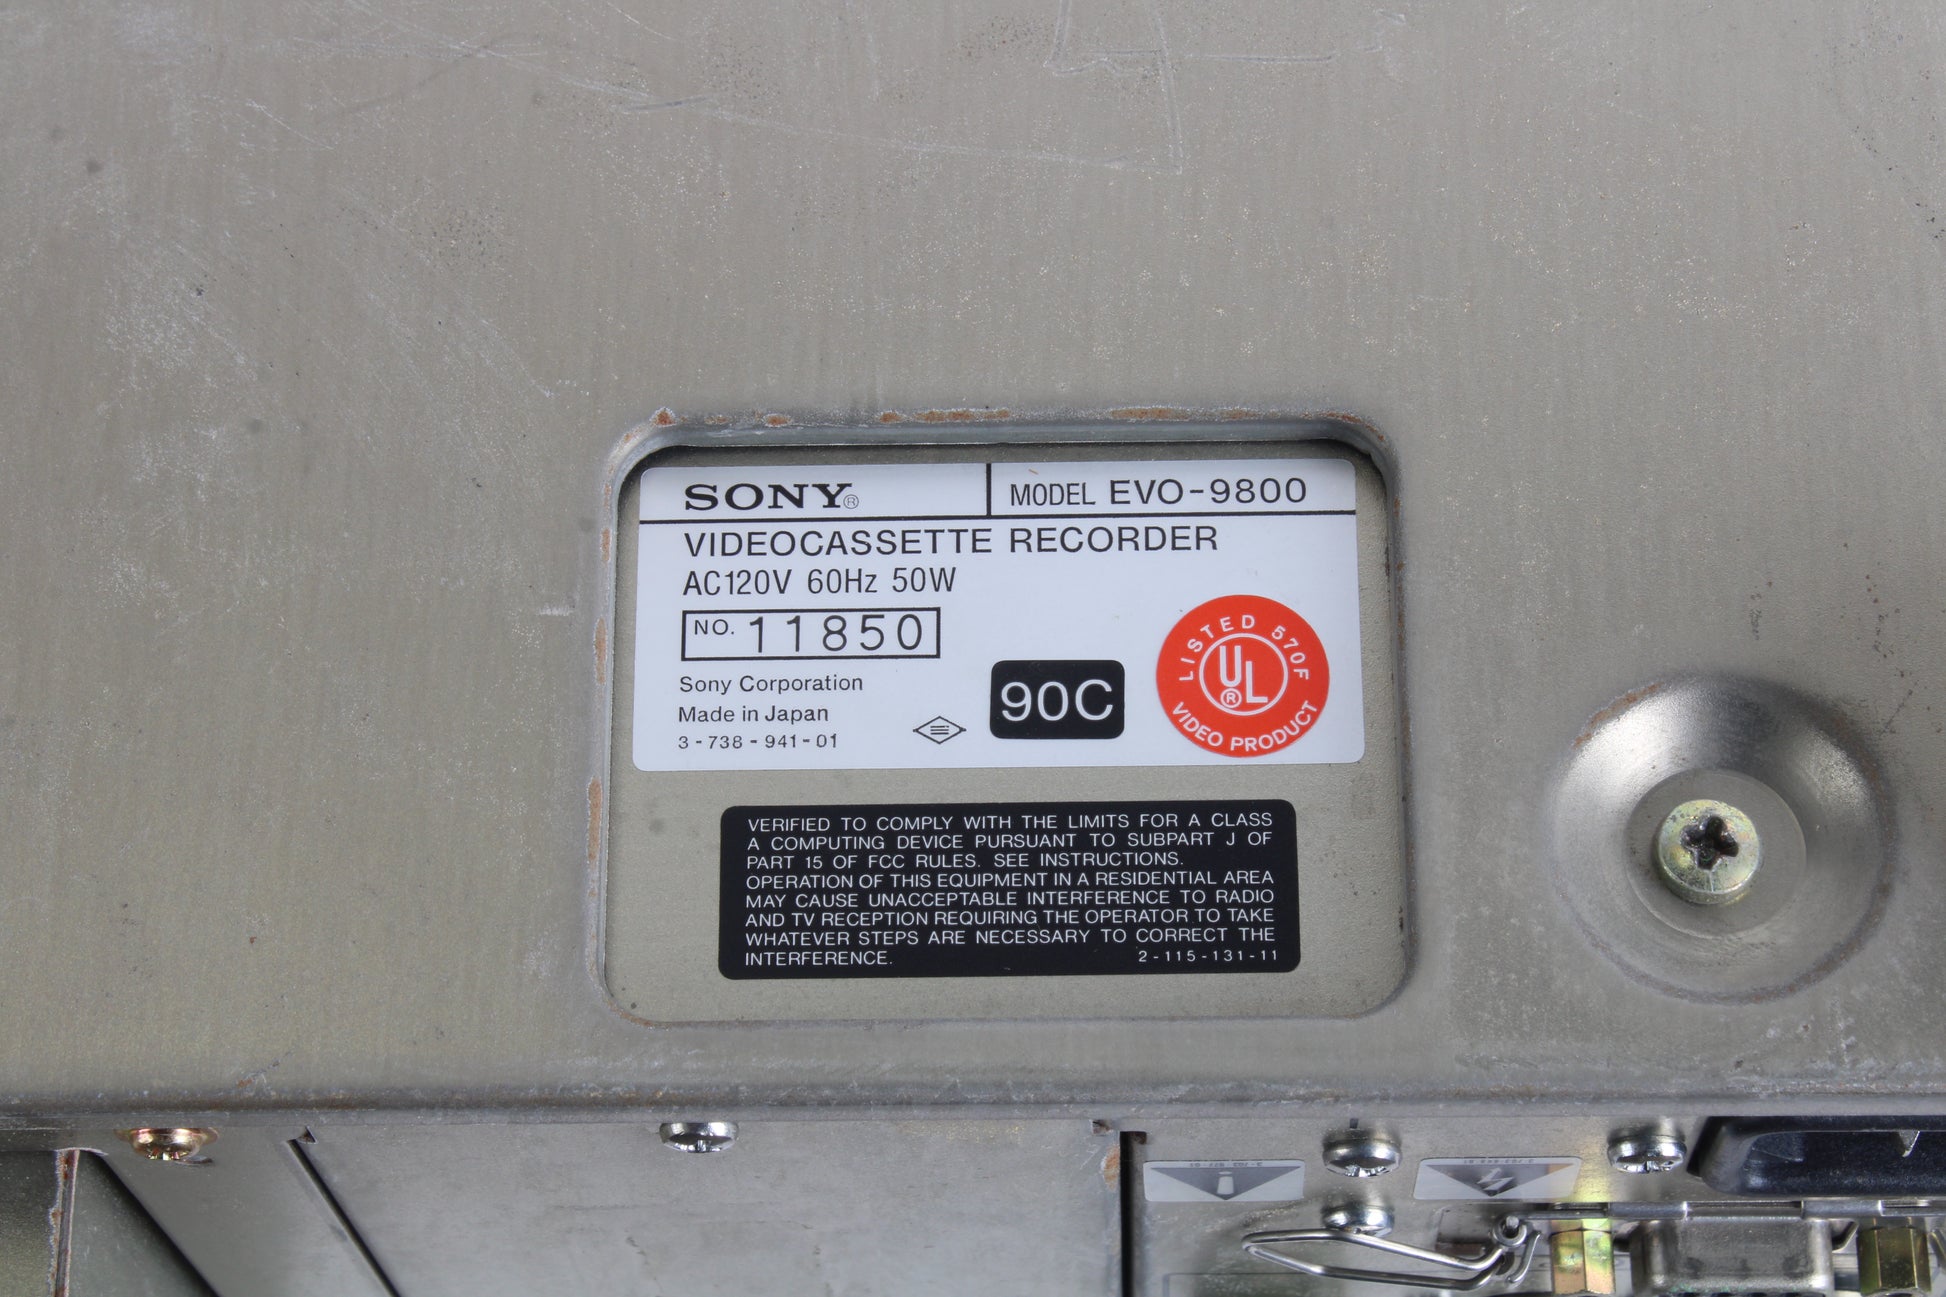 SONY®
MODEL EVO-9800
VIDEOCASSETTE RECORDER
AC120V 60Hz 50W
NO. 11850
Sony Corporation
Made in Japan
3-738-941-01
90C
LISTED 570F
UL®
VIDEO PRODUCT
VERIFIED TO COMPLY WITH THE LIMITS FOR A CLASS
A COMPUTING DEVICE PURSUANT TO SUBPART J OF
PART 15 OF FCC RULES. SEE INSTRUCTIONS.
OPERATION OF THIS EQUIPMENT IN A RESIDENTIAL AREA
MAY CAUSE UNACCEPTABLE INTERFERENCE TO RADIO
AND TV RECEPTION REQUIRING THE OPERATOR TO TAKE
WHATEVER STEPS ARE NECESSARY TO CORRECT THE
INTERFERENCE. 2-115-131-11